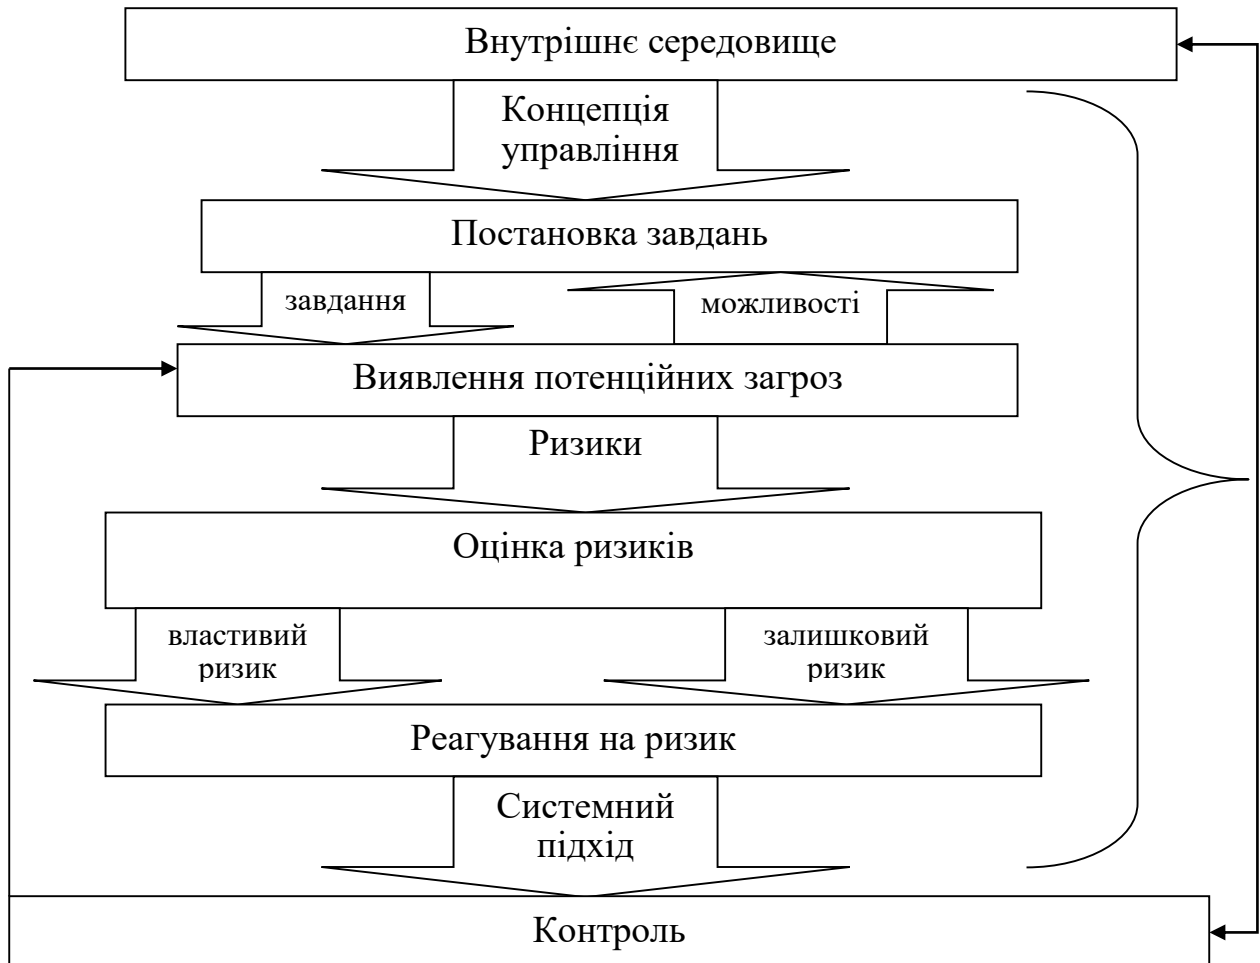 Внутрішнє середовище
Концепція
управління
Постановка завдань
завдання
можливості
Виявлення потенційних загроз
Ризики
Оцінка ризиків
властивий
ризик
залишковий
ризик
Реагування на ризик
Системний
підхід
Контроль